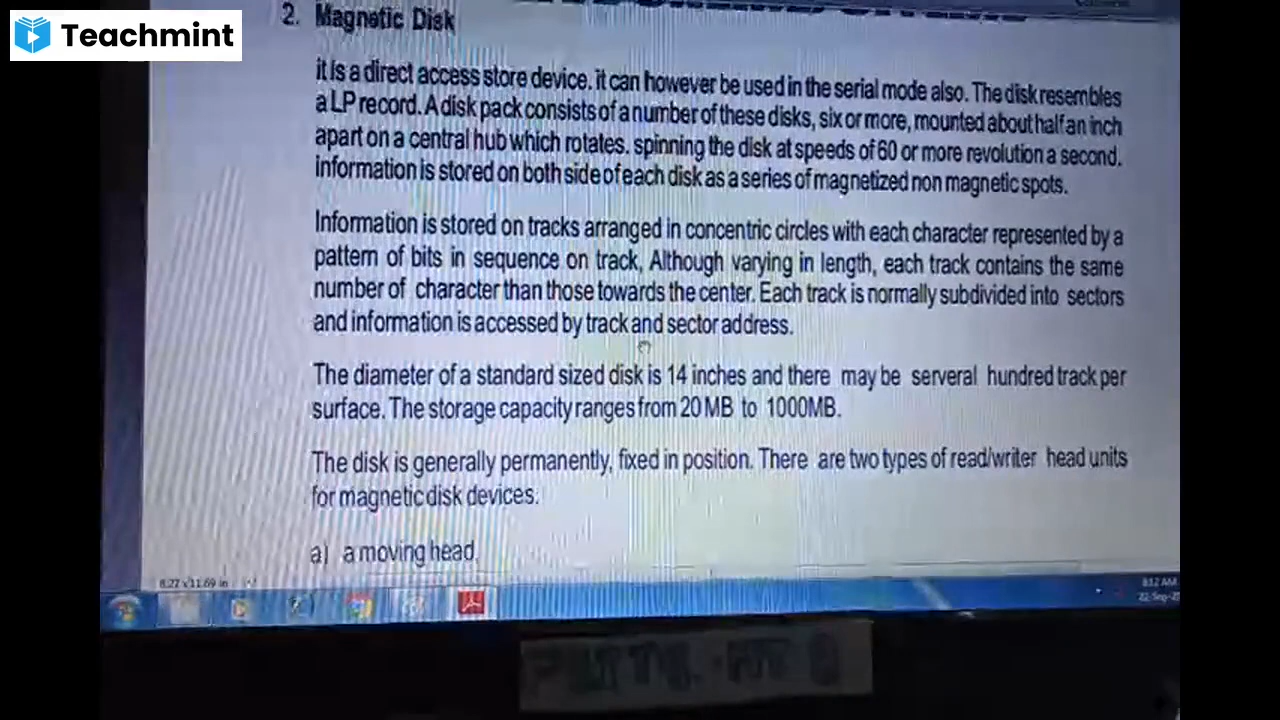 Teachmint
2. Magnetic Disk
it is a direct access store device. it can however be used in the serial mode also. The disk resembles
a LP record. A disk pack consists of a number of these disks, six or more, mounted about half an inch
apart on a central hub which rotates. spinning the disk at speeds of 60 or more revolution a second.
information is stored on both side of each disk as a series of magnetized non magnetic spots.
Information is stored on tracks arranged in concentric circles with each character represented by a
pattern of bits in sequence on track, Although varying in length, each track contains the same
number of character than those towards the center. Each track is normally subdivided into sectors
and information is accessed by track and sector address.
The diameter of a standard sized disk is 14 inches and there may be serveral hundred track per
surface. The storage capacity ranges from 20 MB to 1000MB.
The disk is generally permanently, fixed in position. There are two types of read/writer head units
for magnetic disk devices.
a) a moving head.
8.27 x 11.69 in
8:12 AM